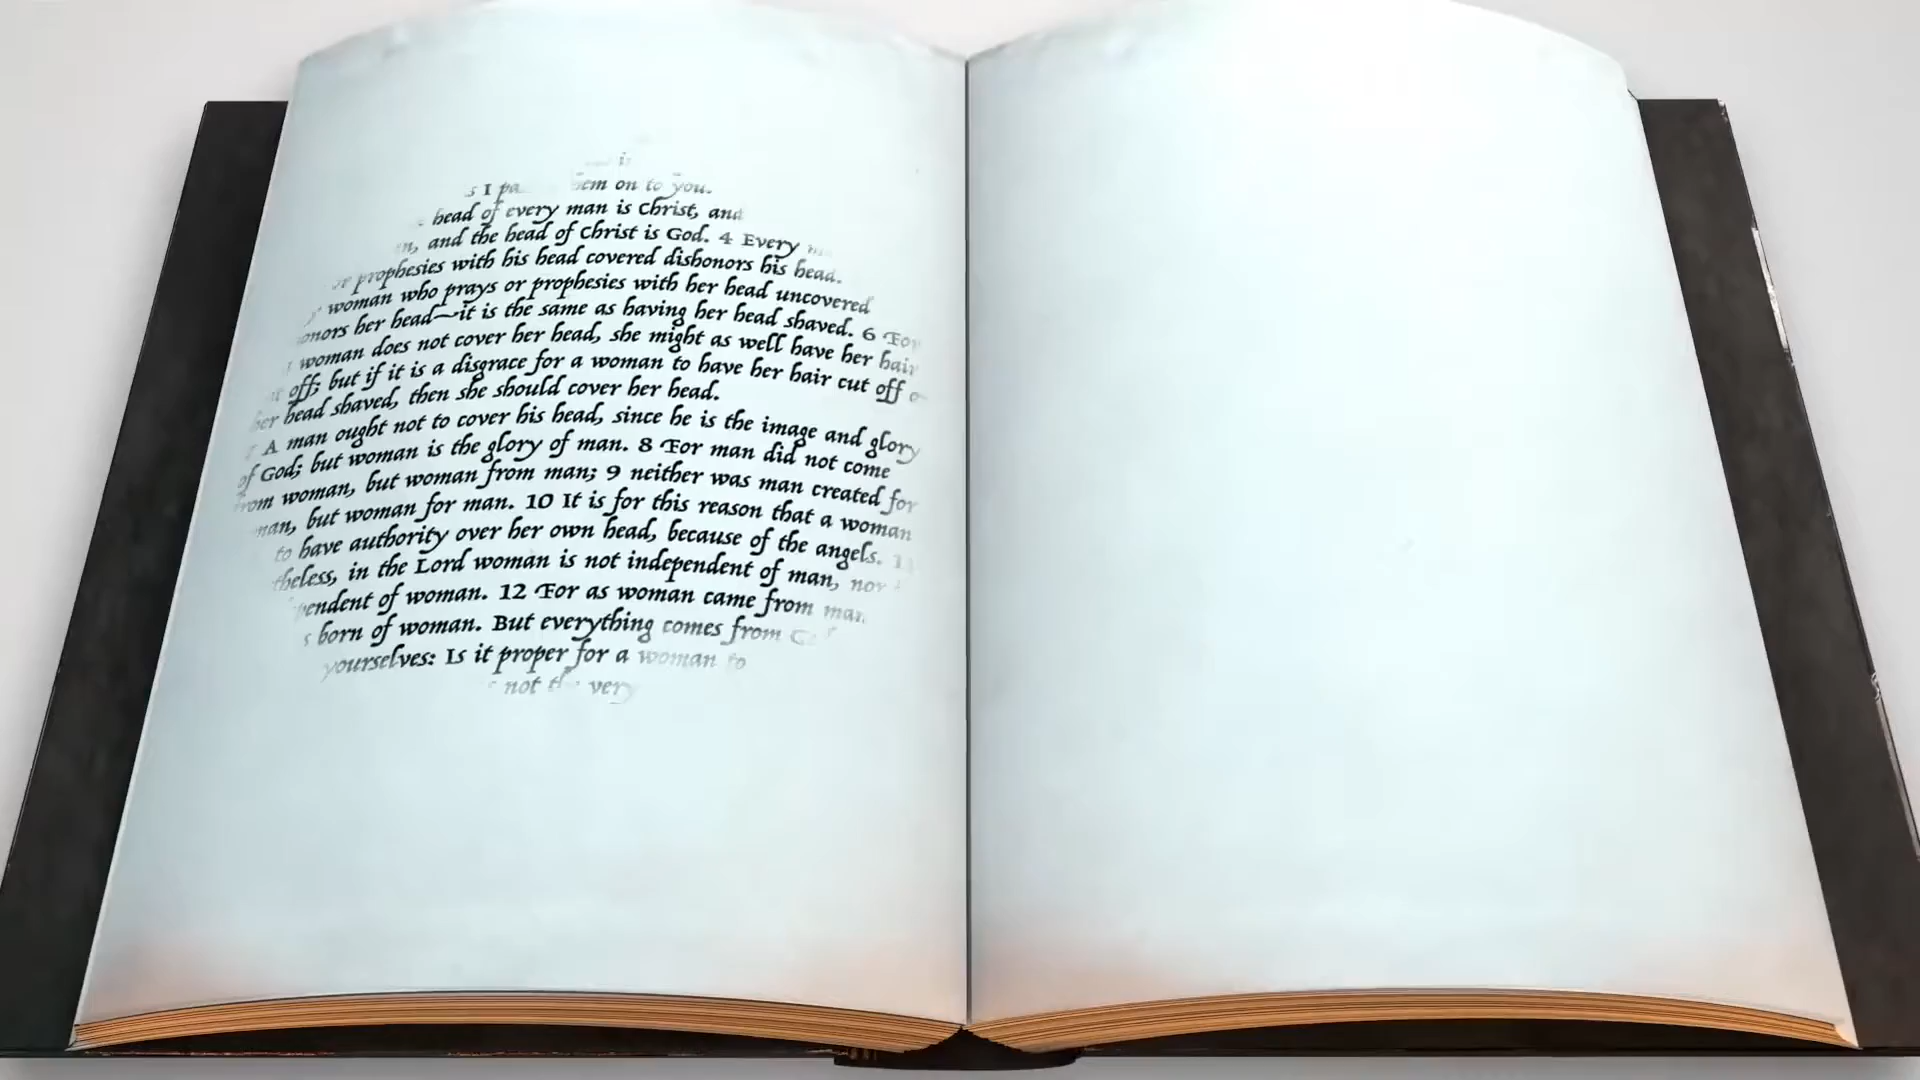 I them on to you.
head of every man is Christ, and
and the head of Christ is God. 4 Every
prophesies with his head covered dishonors his head.
woman who prays or prophesies with her head uncovered
her head—it is the same as having her head shaved. 6 For
woman does not cover her head, she might as well have her hair
off; but if it is a disgrace for a woman to have her hair cut off
her head shaved, then she should cover her head.
A man ought not to cover his head, since he is the image and glory
of God; but woman is the glory of man. 8 For man did not come
from woman, but woman from man; 9 neither was man created for
but woman for man. 10 It is for this reason that a woman
to have authority over her own head, because of the angels. 11
in the Lord woman is not independent of man, nor
of woman. 12 For as woman came from man,
born of woman. But everything comes from
yourselves: Is it proper for a woman to
not the very